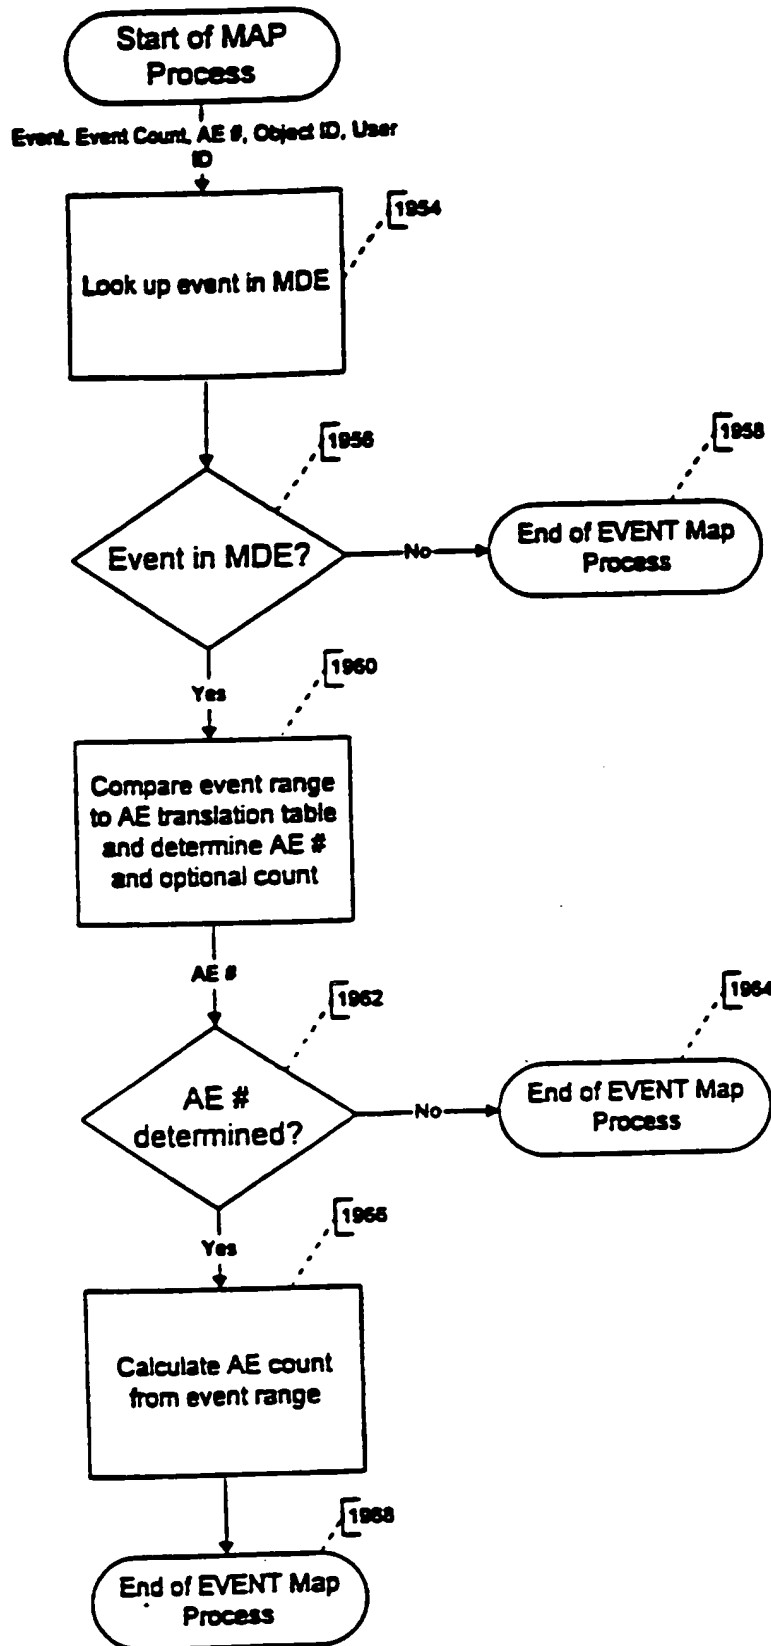 Start of MAP
Process
Event, Event Count, AE #, Object ID, User
ID
1954
Look up event in MDE
1956
1958
Event in MDE?
No
End of EVENT Map
Process
Yes
1960
Compare event range
to AE translation table
and determine AE #
and optional count
AE #
1962
1964
AE #
determined?
No
End of EVENT Map
Process
Yes
1966
Calculate AE count
from event range
1968
End of EVENT Map
Process